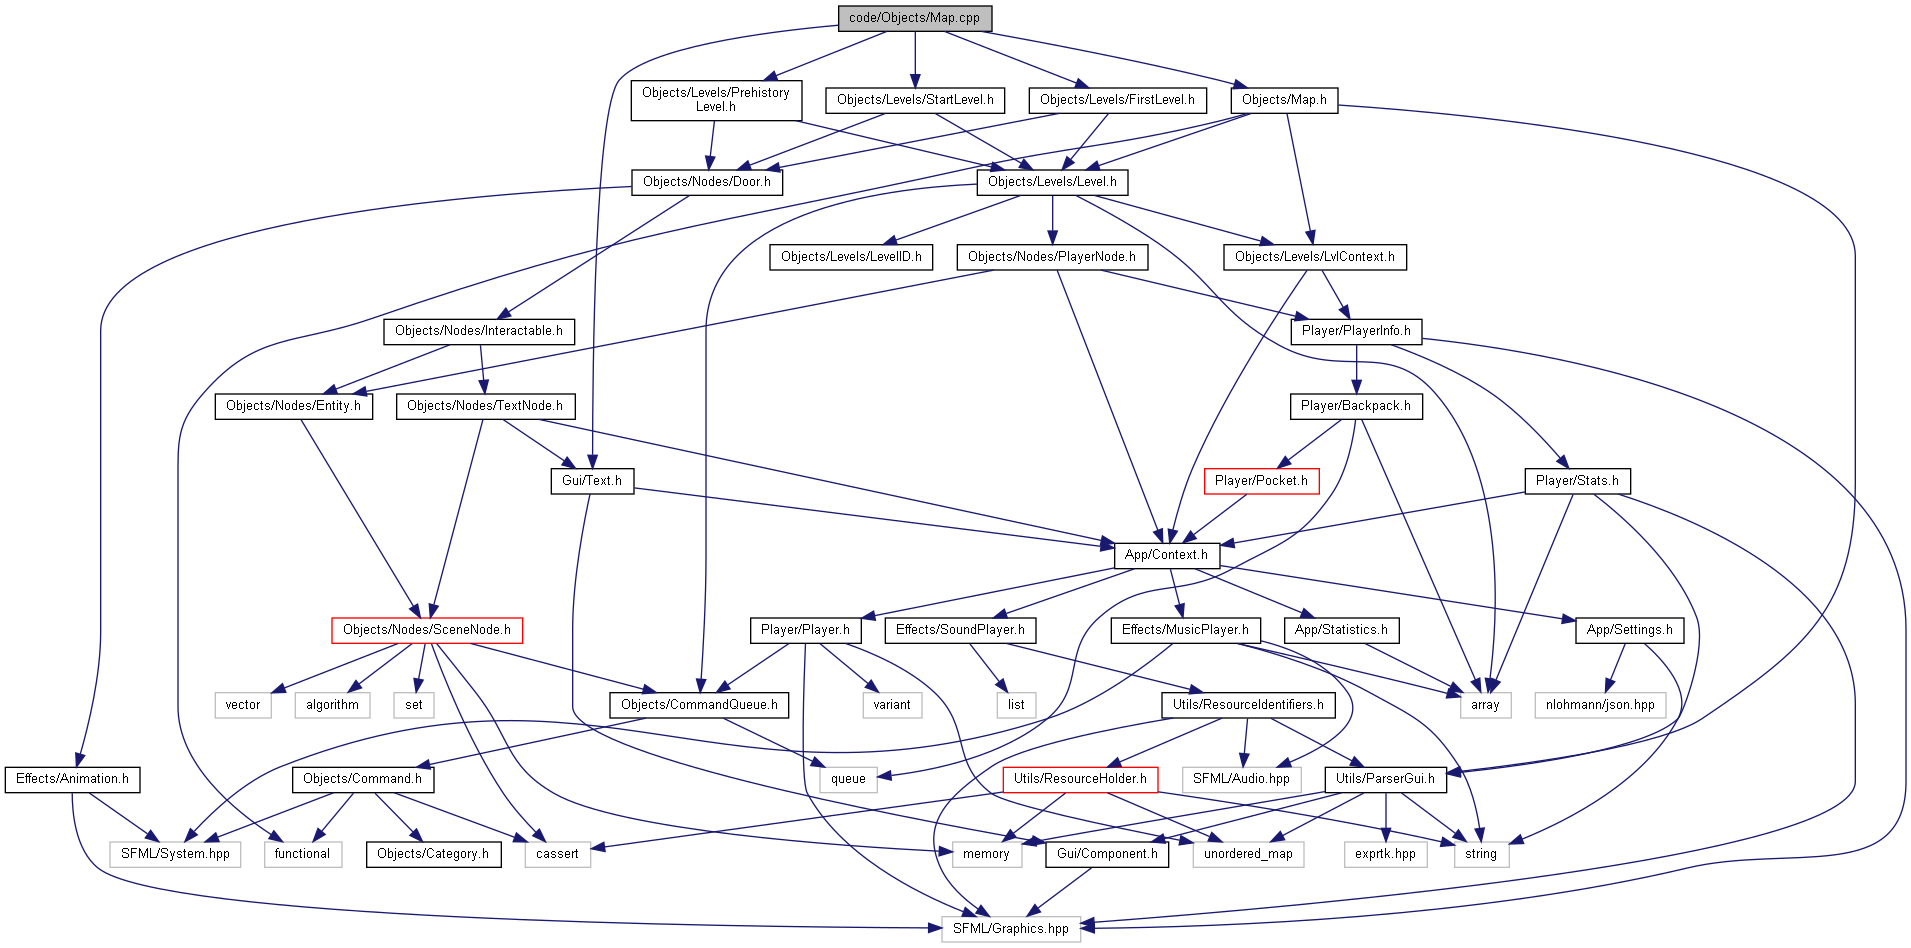 code/Objects/Map.cpp
Objects/Levels/Prehistory
Level.h
Objects/Levels/StartLevel.h
Objects/Levels/FirstLevel.h
Objects/Map.h
Objects/Nodes/Door.h
Objects/Levels/Level.h
Objects/Levels/LevelID.h
Objects/Nodes/PlayerNode.h
Objects/Levels/LvlContext.h
Objects/Nodes/Interactable.h
Player/PlayerInfo.h
Objects/Nodes/Entity.h
Objects/Nodes/TextNode.h
Player/Backpack.h
Gui/Text.h
Player/Pocket.h
Player/Stats.h
App/Context.h
Objects/Nodes/SceneNode.h
Player/Player.h
Effects/SoundPlayer.h
Effects/MusicPlayer.h
App/Statistics.h
App/Settings.h
vector
algorithm
set
Objects/CommandQueue.h
variant
list
Utils/ResourceIdentifiers.h
array
nlohmann/json.hpp
Effects/Animation.h
Objects/Command.h
queue
Utils/ResourceHolder.h
SFML/Audio.hpp
Utils/ParserGui.h
SFML/System.hpp
functional
Objects/Category.h
cassert
memory
Gui/Component.h
unordered_map
exprtk.hpp
string
SFML/Graphics.hpp